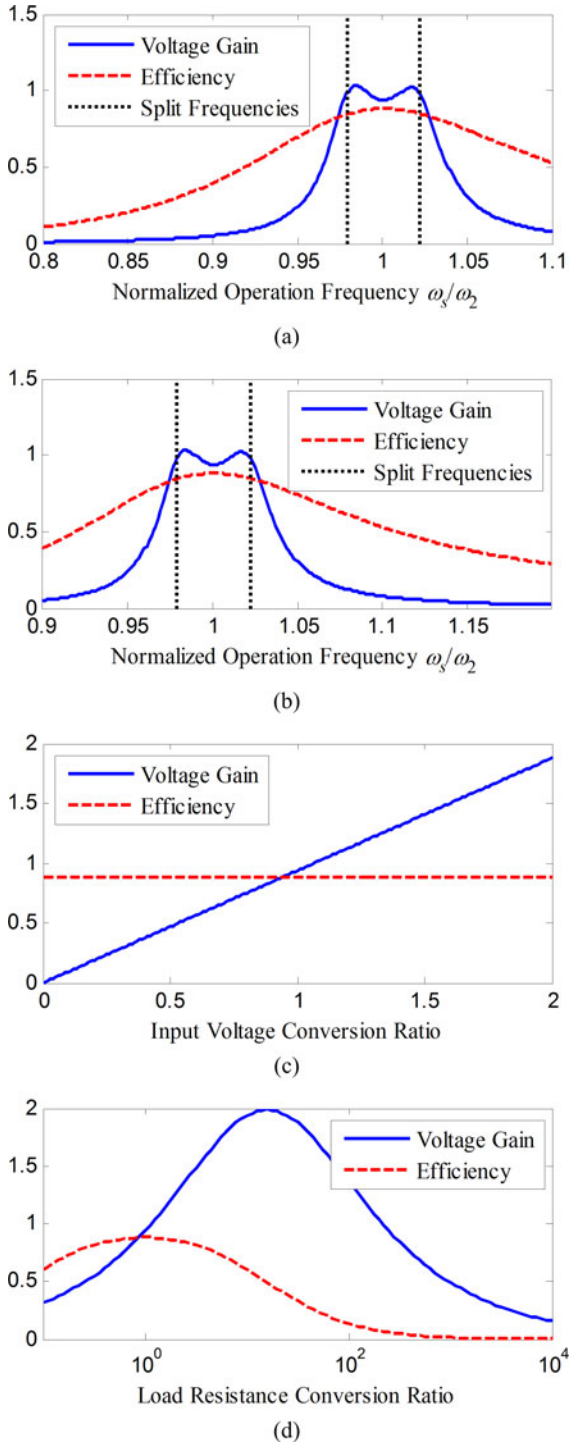 1.5
1
0.5
0
Voltage Gain
Efficiency
Split Frequencies
0.8 0.85 0.9 0.95 1 1.05 1.1
Normalized Operation Frequency ωs/ω2
(a)
1.5
1
0.5
0
Voltage Gain
Efficiency
Split Frequencies
0.9 0.95 1 1.05 1.1 1.15
Normalized Operation Frequency ωs/ω2
(b)
2
1.5
1
0.5
0
Voltage Gain
Efficiency
0 0.5 1 1.5 2
Input Voltage Conversion Ratio
(c)
2
1.5
1
0.5
0
Voltage Gain
Efficiency
10^0 10^2 10^4
Load Resistance Conversion Ratio
(d)